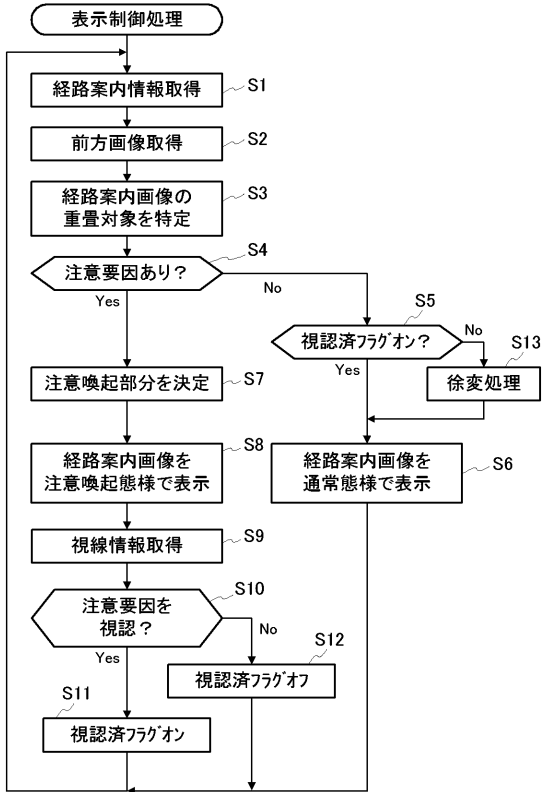 表示制御処理
経路案内情報取得
S1
前方画像取得
S2
経路案内画像の
重畳対象を特定
S3
注意要因あり？
S4
Yes
No
視認済フラグオン？
S5
Yes
No
徐変処理
S13
注意喚起部分を決定
S7
経路案内画像を
注意喚起態様で表示
S8
経路案内画像を
通常態様で表示
S6
視線情報取得
S9
注意要因を
視認？
S10
Yes
No
視認済フラグオフ
S12
視認済フラグオン
S11